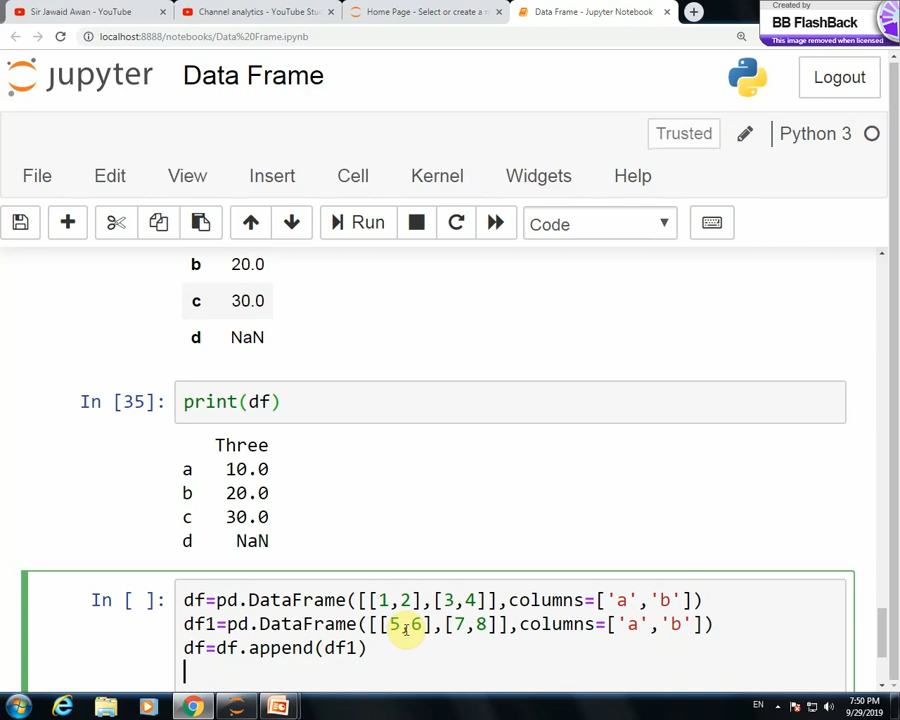 Sir Jawaid Awan - YouTube
Channel analytics - YouTube Stu
Home Page - Select or create a n
Data Frame - Jupyter Notebook
Created by
BB FlashBack
This image removed when licensed
localhost:8888/notebooks/Data%20Frame.ipynb
jupyter Data Frame
Logout
Trusted
Python 3
File Edit View Insert Cell Kernel Widgets Help
Run
Code
b 20.0
c 30.0
d NaN
In [35]: print(df)
Three
a 10.0
b 20.0
c 30.0
d NaN
In [ ]: df=pd.DataFrame([[1,2],[3,4]],columns=['a','b'])
df1=pd.DataFrame([[5,6],[7,8]],columns=['a','b'])
df=df.append(df1)
EN
7:50 PM
9/29/2019